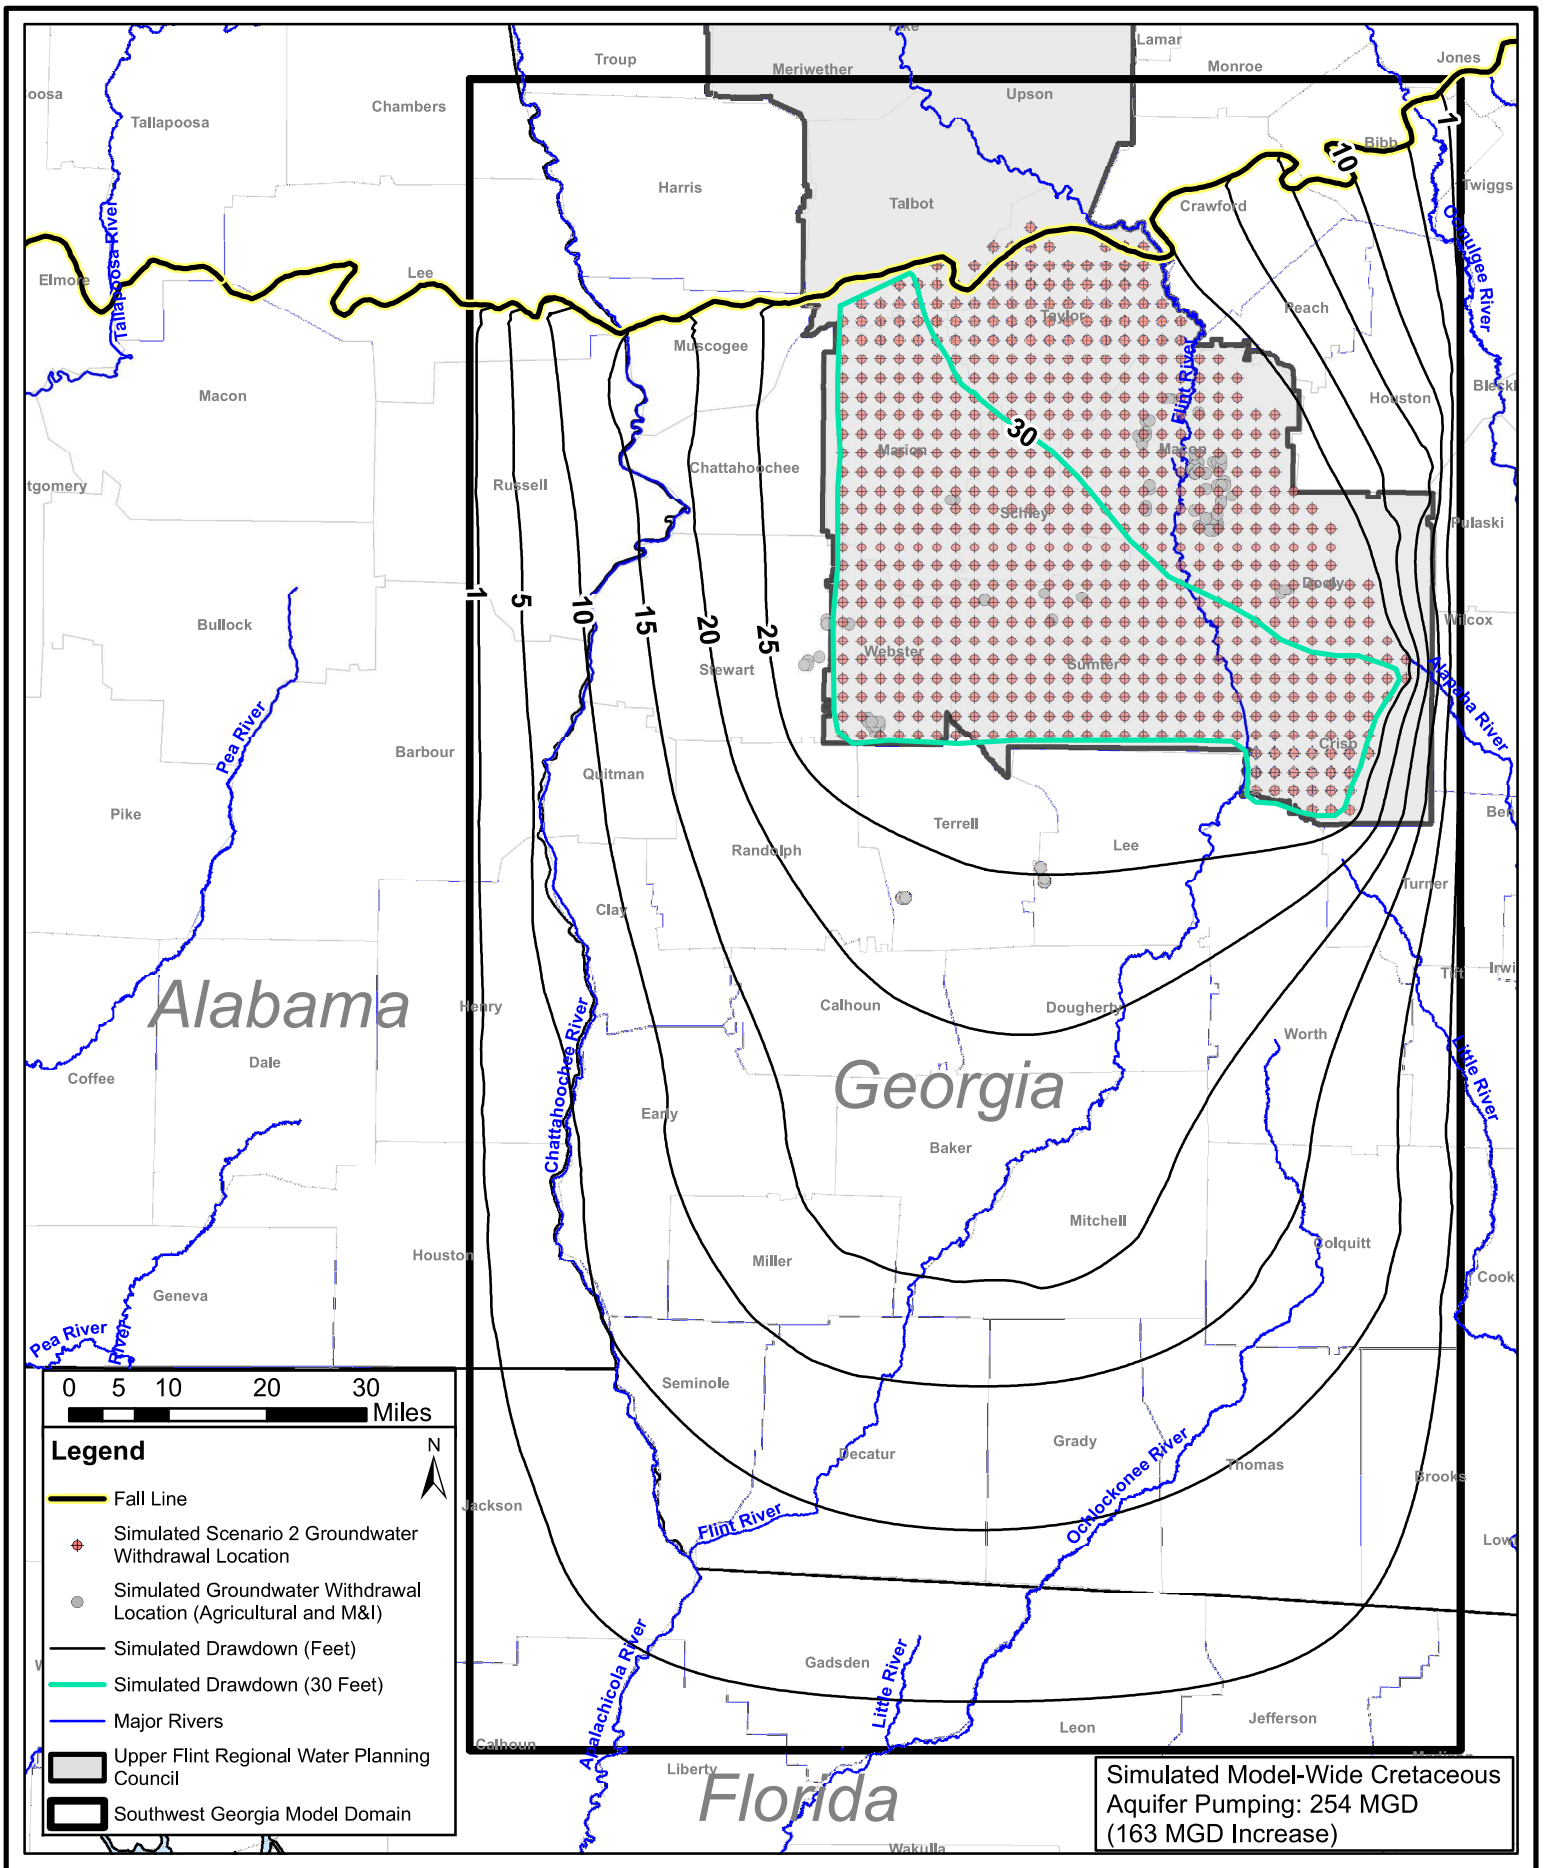 Pike
Lamar
Troup
Meriwether
Monroe
Jones
Upson
oosa
Chambers
Tallapoosa
1
Bibb
10
Harris
Talbot
Twiggs
Crawford
Tallapoosa River
Ocmulgee River
Lee
Elmore
Peach
Taylor
Muscogee
Flint River
Macon
Houston
Bleckl
30
Marion
Macon
Chattahoochee
tgomery
Russell
Schley
Pulaski
Dooly
1
5
10
15
20
25
Bullock
Wilcox
Webster
Sumter
Stewart
Alapaha River
Pea River
Barbour
Crisp
Quitman
Pike
Terrell
Ben
Lee
Randolph
Turner
Clay
Tift
Irwi
Alabama
Henry
Calhoun
Dougherty
Chattahoochee River
Worth
Little River
Dale
Coffee
Georgia
Early
Baker
Mitchell
Colquitt
Houston
Miller
Cook
Geneva
Pea River
River
Seminole
Decatur
Grady
Thomas
Brooks
Ochlockonee River
Jackson
Flint River
Low
Apalachicola River
Little River
Gadsden
Leon
Jefferson
Calhoun
Liberty
Madison
Florida
Wakulla
0 5 10 20 30
Miles
Legend
N
Fall Line
Simulated Scenario 2 Groundwater
Withdrawal Location
Simulated Groundwater Withdrawal
Location (Agricultural and M&I)
Simulated Drawdown (Feet)
Simulated Drawdown (30 Feet)
Major Rivers
Upper Flint Regional Water Planning
Council
Southwest Georgia Model Domain
Simulated Model-Wide Cretaceous
Aquifer Pumping: 254 MGD
(163 MGD Increase)